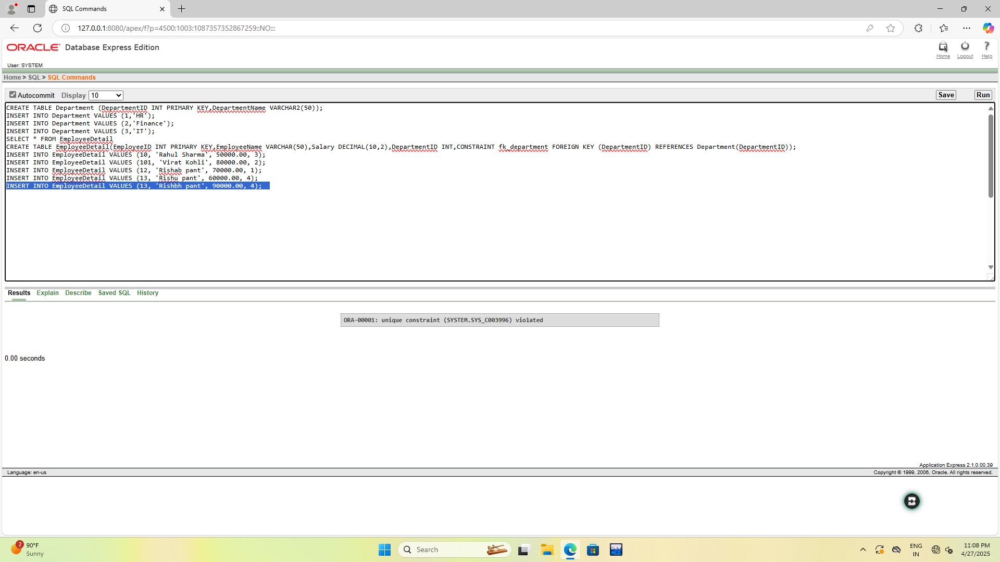 SQL Commands
127.0.0.1:8080/apex/f?p=4500:1003:1087357352867259::NO:::
ORACLE Database Express Edition
Home Logout Help
User: SYSTEM
Home > SQL > SQL Commands
Autocommit Display 10 Save Run
CREATE TABLE Department (DepartmentID INT PRIMARY KEY,DepartmentName VARCHAR2(50));
INSERT INTO Department VALUES (1,'HR');
INSERT INTO Department VALUES (2,'Finance');
INSERT INTO Department VALUES (3,'IT');
SELECT * FROM EmployeeDetail
CREATE TABLE EmployeeDetail(EmployeeID INT PRIMARY KEY,EmployeeName VARCHAR(50),Salary DECIMAL(10,2),DepartmentID INT,CONSTRAINT fk_department FOREIGN KEY (DepartmentID) REFERENCES Department(DepartmentID));
INSERT INTO EmployeeDetail VALUES (10, 'Rahul Sharma', 50000.00, 3);
INSERT INTO EmployeeDetail VALUES (101, 'Virat Kohli', 80000.00, 2);
INSERT INTO EmployeeDetail VALUES (12, 'Rishab pant', 70000.00, 1);
INSERT INTO EmployeeDetail VALUES (13, 'Rishu pant', 60000.00, 4);
INSERT INTO EmployeeDetail VALUES (13, 'Rishbh pant', 90000.00, 4);
Results Explain Describe Saved SQL History
ORA-00001: unique constraint (SYSTEM.SYS_C003996) violated
0.00 seconds
Application Express 2.1.0.00.39
Language: en-us Copyright © 1999, 2006, Oracle. All rights reserved.
2 90°F
Sunny
Search
DEV
ENG
IN
11:08 PM
4/27/2025